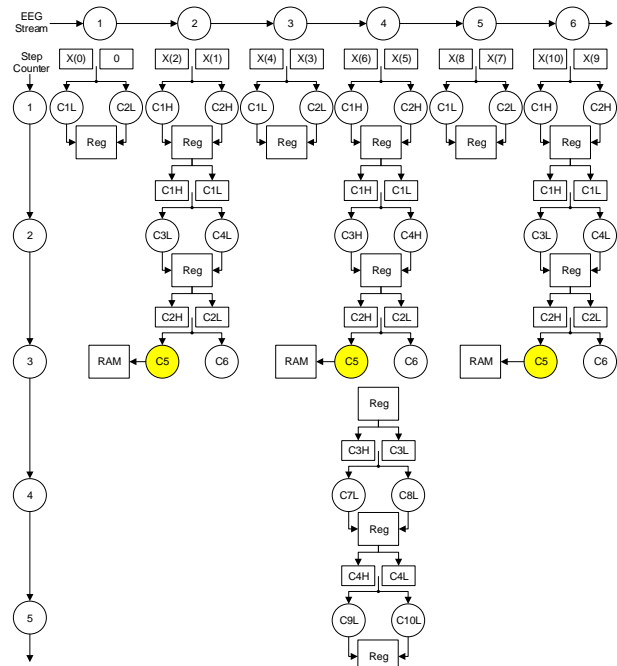 EEG
Stream
1 2 3 4 5 6
Step
Counter
X(0) 0 X(2) X(1) X(4) X(3) X(6) X(5) X(8 X(7) X(10) X(9
1 C1L C2L C1H C2H C1L C2L C1H C2H C1L C2L C1H C2H
Reg Reg Reg Reg Reg Reg
C1H C1L C1H C1L C1H C1L
2 C3L C4L C3H C4H C3L C4L
Reg Reg Reg
C2H C2L C2H C2L C2H C2L
3 RAM C5 C6 RAM C5 C6 RAM C5 C6
Reg
C3H C3L
4 C7L C8L
Reg
C4H C4L
5 C9L C10L
Reg